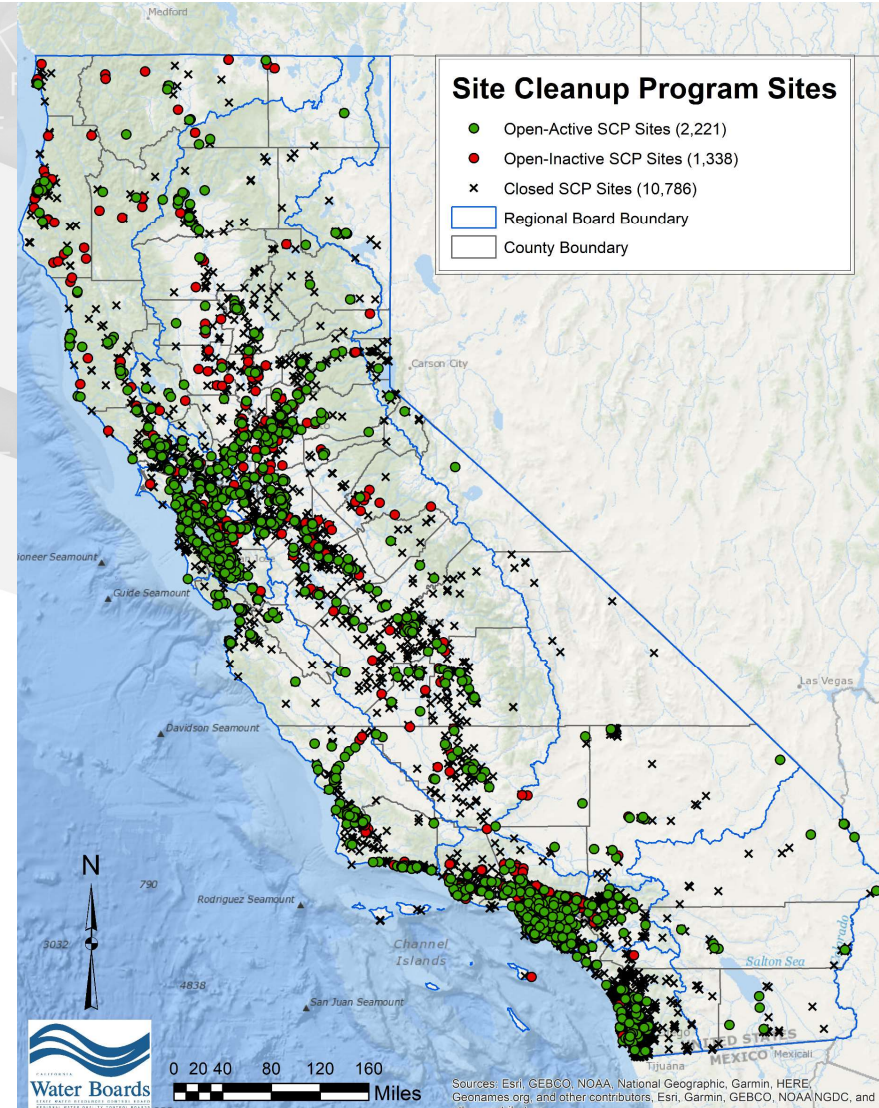 Medford
Site Cleanup Program Sites
Open-Active SCP Sites (2,221)
Open-Inactive SCP Sites (1,338)
Closed SCP Sites (10,786)
Regional Board Boundary
County Boundary
Carson City
ioneer Seamount
Guide Seamount
Las Vegas
Davidson Seamount
N
790
Rodriguez Seamount
3032
Channel
Islands
Salton Sea
Colorado
4838
San Juan Seamount
UNITED STATES
MEXICO
Mexicali
Tijuana
CALIFORNIA
Water Boards
0 20 40 80 120 160
Miles
Sources: Esri, GEBCO, NOAA, National Geographic, Garmin, HERE,
Geonames.org, and other contributors, Esri, Garmin, GEBCO, NOAA NGDC, and